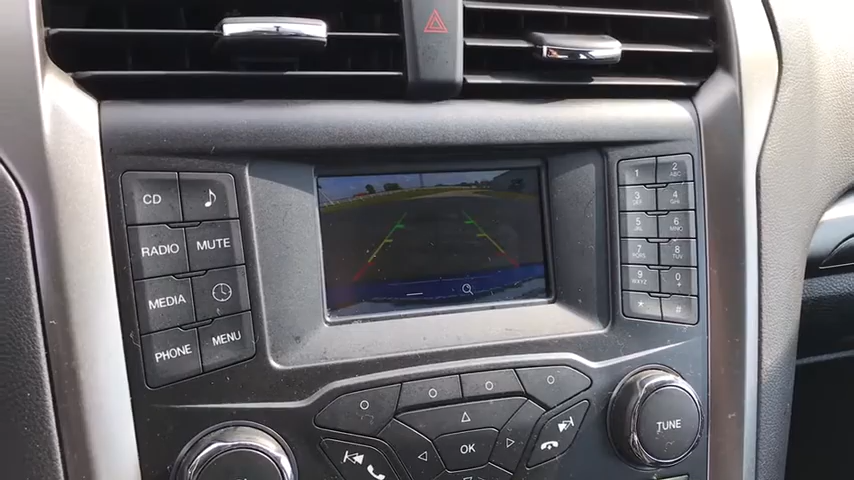 CD
RADIO MUTE
MEDIA
PHONE MENU
1 2 ABC
3 DEF 4 GHI
5 JKL 6 MNO
7 PQRS 8 TUV
9 WXYZ 0 +
* #
OK
TUNE